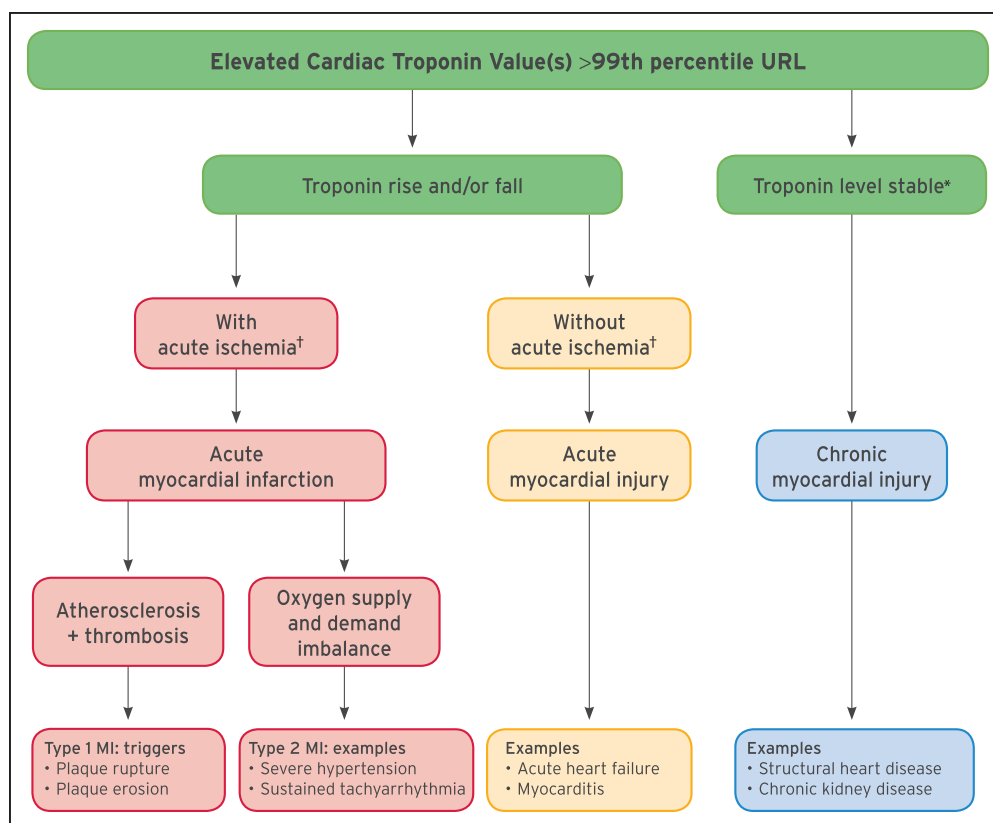 Elevated Cardiac Troponin Value(s) >99th percentile URL
Troponin rise and/or fall
Troponin level stable*
With
acute ischemia†
Without
acute ischemia†
Acute
myocardial infarction
Acute
myocardial injury
Chronic
myocardial injury
Atherosclerosis
+ thrombosis
Oxygen supply
and demand
imbalance
Type 1 MI: triggers
• Plaque rupture
• Plaque erosion
Type 2 MI: examples
• Severe hypertension
• Sustained tachyarrhythmia
Examples
• Acute heart failure
• Myocarditis
Examples
• Structural heart disease
• Chronic kidney disease